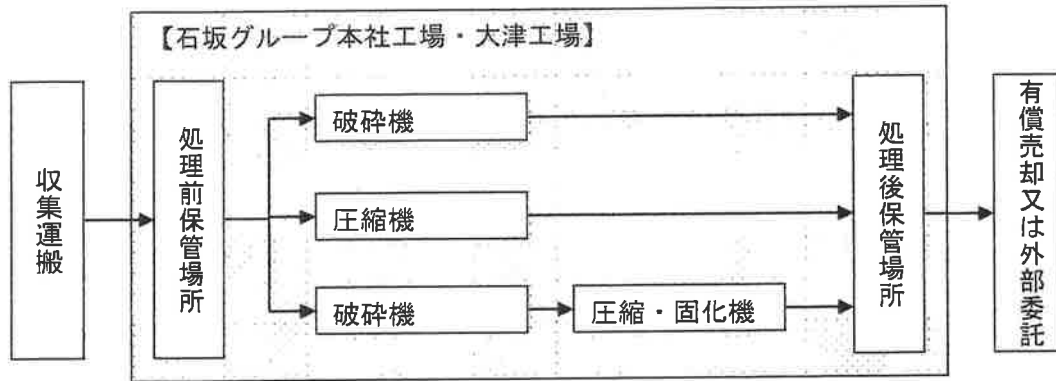 【石坂グループ本社工場・大津工場】
収集運搬
処理前保管場所
破砕機
圧縮機
破砕機
圧縮・固化機
処理後保管場所
有償売却又は外部委託